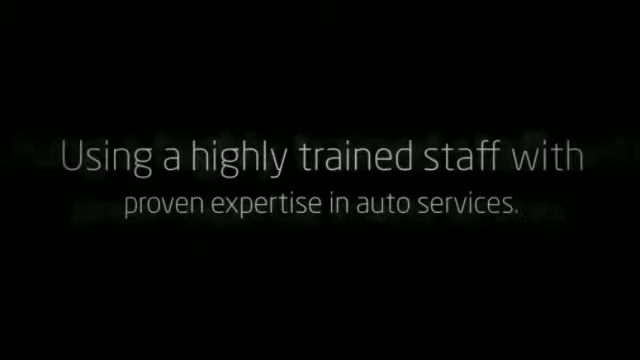 Using a highly trained staff with
proven expertise in auto services.